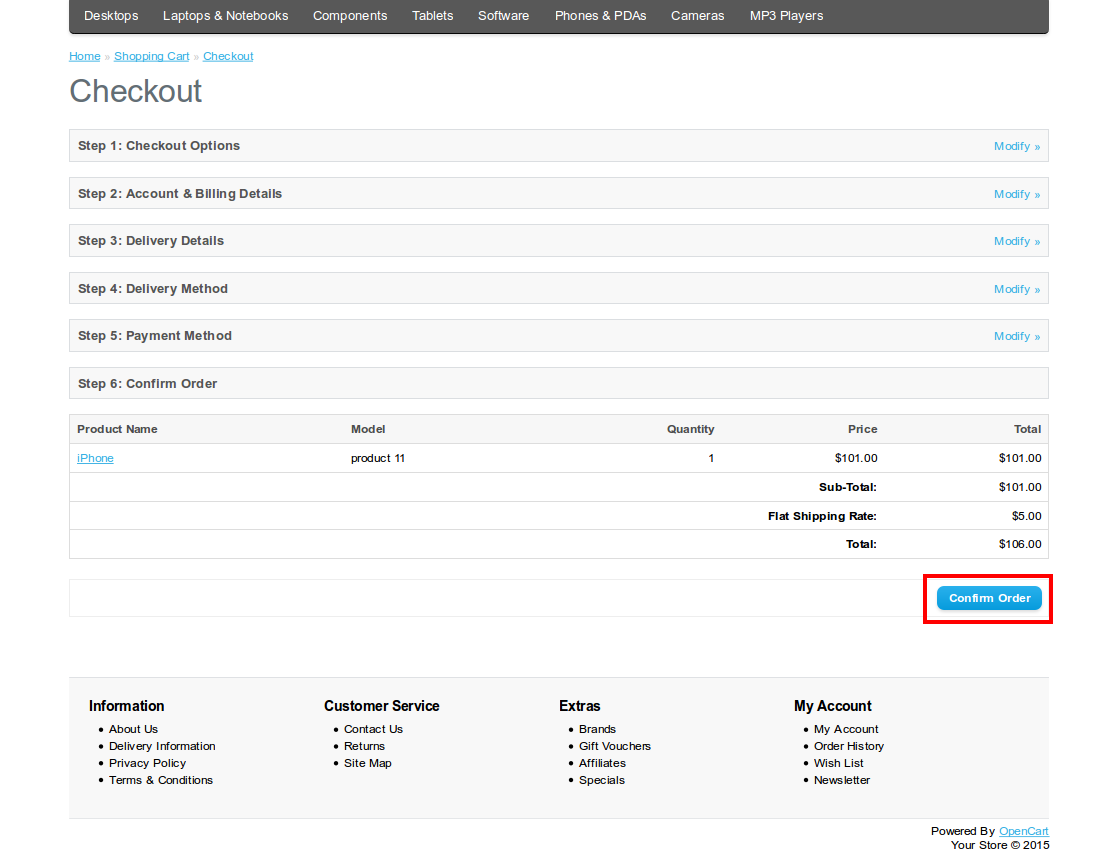 Desktops Laptops & Notebooks Components Tablets Software Phones & PDAs Cameras MP3 Players
Home » Shopping Cart » Checkout
Checkout
Step 1: Checkout Options Modify »
Step 2: Account & Billing Details Modify »
Step 3: Delivery Details Modify »
Step 4: Delivery Method Modify »
Step 5: Payment Method Modify »
Step 6: Confirm Order
Product Name Model Quantity Price Total
iPhone product 11 1 $101.00 $101.00
Sub-Total: $101.00
Flat Shipping Rate: $5.00
Total: $106.00
Confirm Order
Information Customer Service Extras My Account
• About Us • Contact Us • Brands • My Account
• Delivery Information • Returns • Gift Vouchers • Order History
• Privacy Policy • Site Map • Affiliates • Wish List
• Terms & Conditions • Specials • Newsletter
Powered By OpenCart
Your Store © 2015